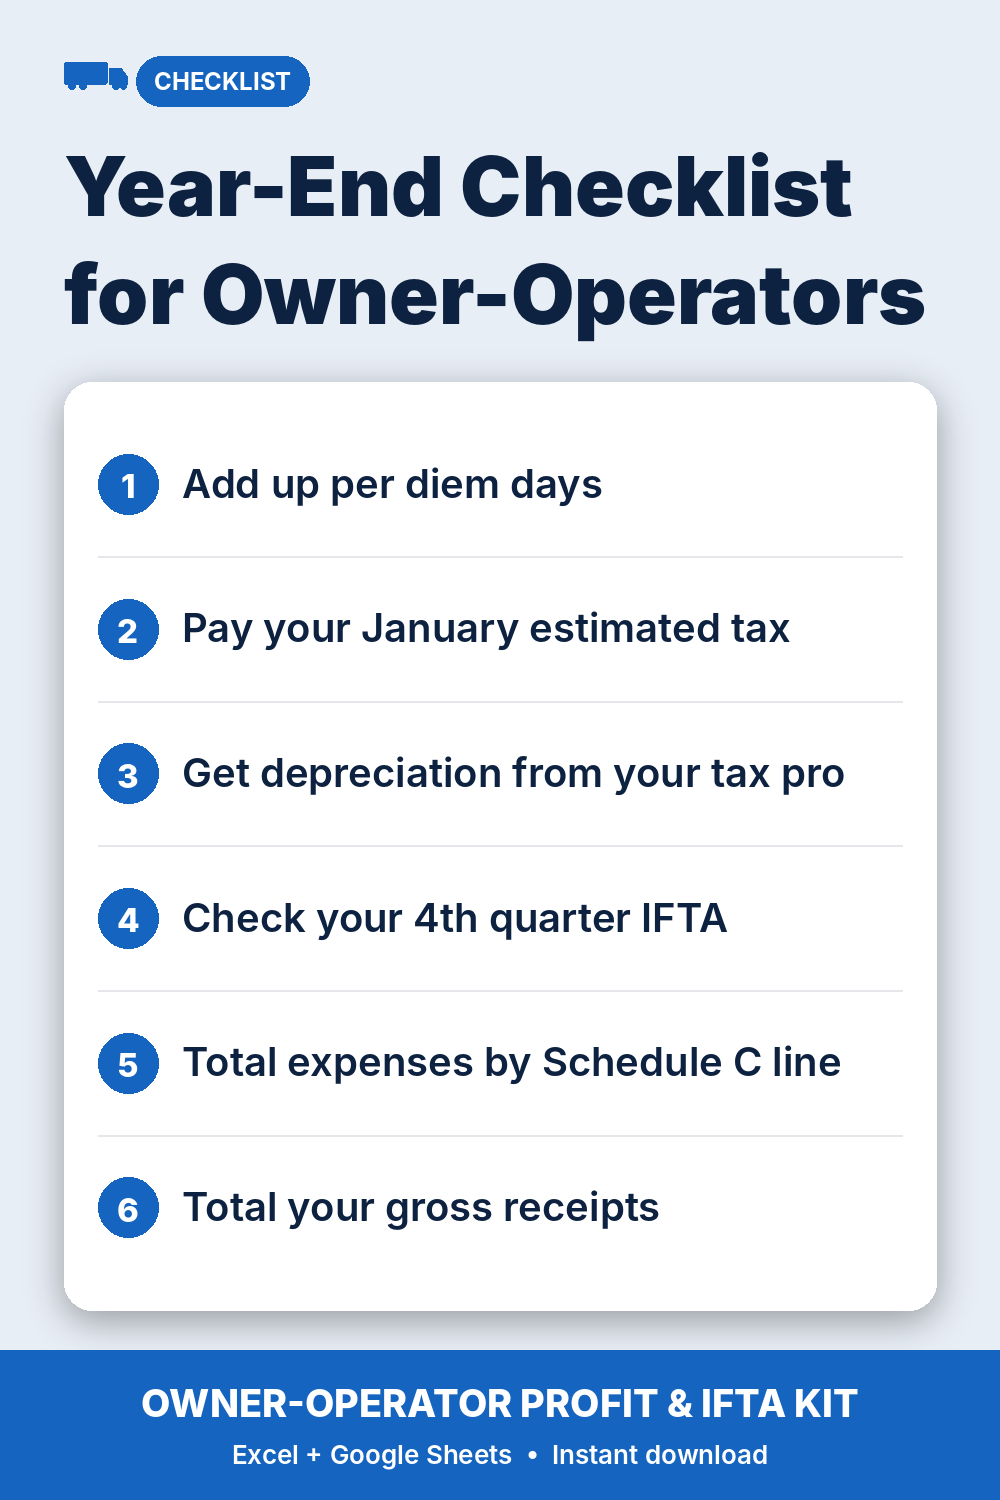 CHECKLIST
Year-End Checklist
for Owner-Operators
1 Add up per diem days
2 Pay your January estimated tax
3 Get depreciation from your tax pro
4 Check your 4th quarter IFTA
5 Total expenses by Schedule C line
6 Total your gross receipts
OWNER-OPERATOR PROFIT & IFTA KIT
Excel + Google Sheets • Instant download